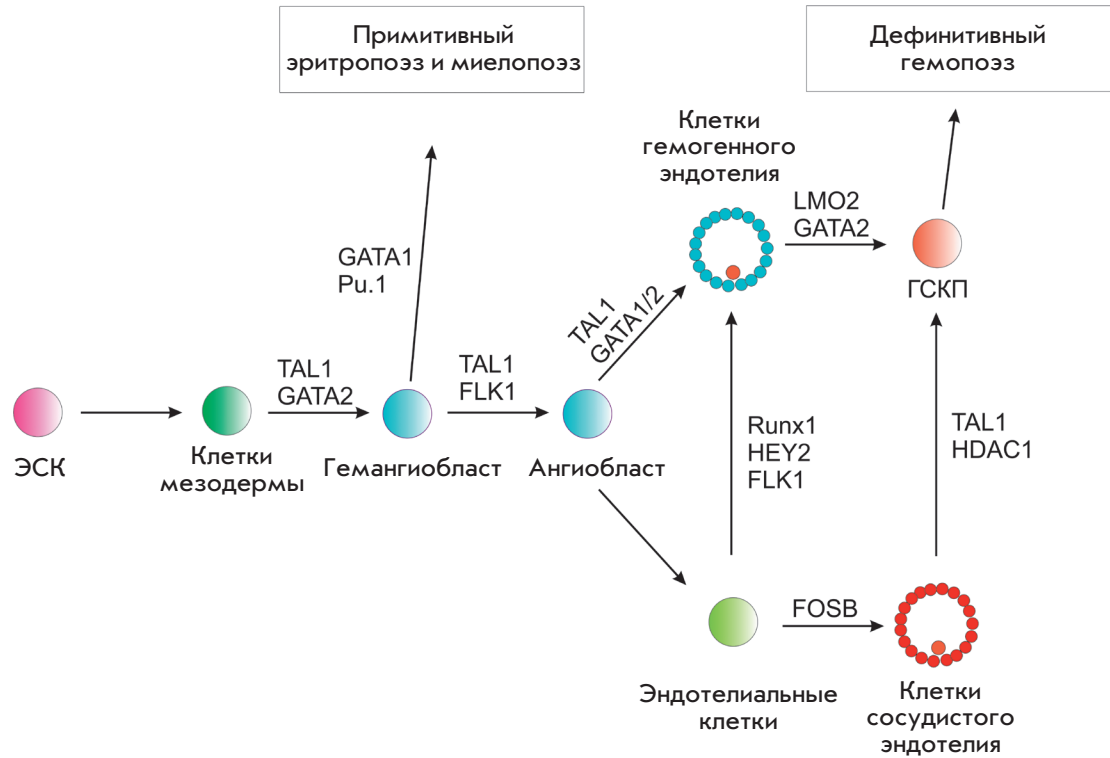 Примитивный
эритропоэз и миелопоэз
Дефинитивный
гемопоэз
Клетки
гемогенного
эндотелия
LMO2
GATA2
ГСКП
GATA1
Pu.1
TAL1
GATA1/2
TAL1
GATA2
TAL1
FLK1
ЭСК
Клетки
мезодермы
Гемангиобласт
Ангиобласт
Runx1
HEY2
FLK1
TAL1
HDAC1
FOSB
Эндотелиальные
клетки
Клетки
сосудистого
эндотелия